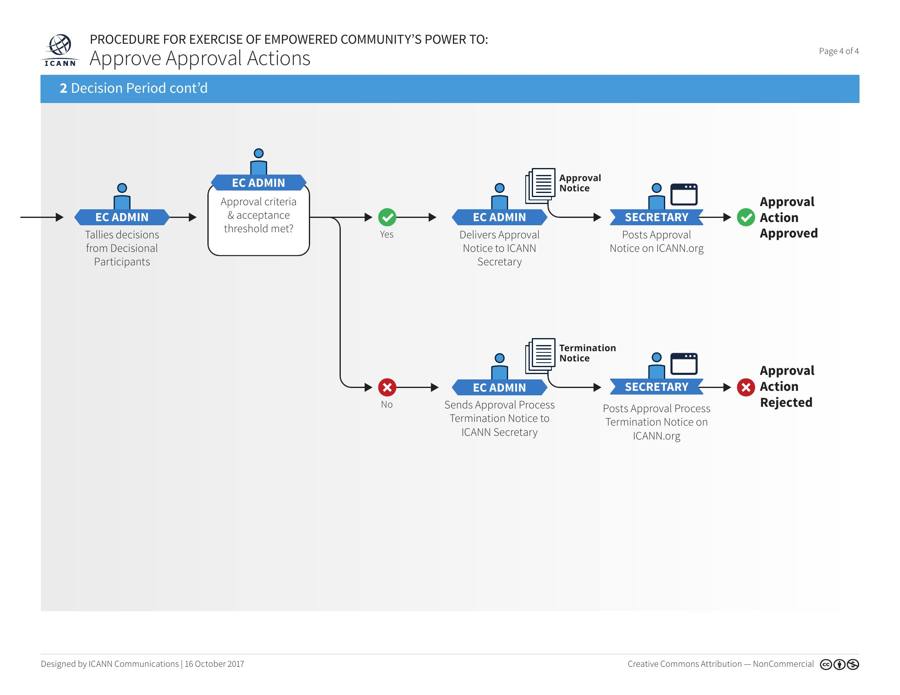 ICANN
PROCEDURE FOR EXERCISE OF EMPOWERED COMMUNITY'S POWER TO:
Approve Approval Actions
Page 4 of 4
2 Decision Period cont'd
EC ADMIN
Tallies decisions
from Decisional
Participants
EC ADMIN
Approval criteria
& acceptance
threshold met?
Yes
Approval
Notice
EC ADMIN
Delivers Approval
Notice to ICANN
Secretary
SECRETARY
Posts Approval
Notice on ICANN.org
Approval
Action
Approved
No
Termination
Notice
EC ADMIN
Sends Approval Process
Termination Notice to
ICANN Secretary
SECRETARY
Posts Approval Process
Termination Notice on
ICANN.org
Approval
Action
Rejected
Designed by ICANN Communications | 16 October 2017
Creative Commons Attribution — NonCommercial